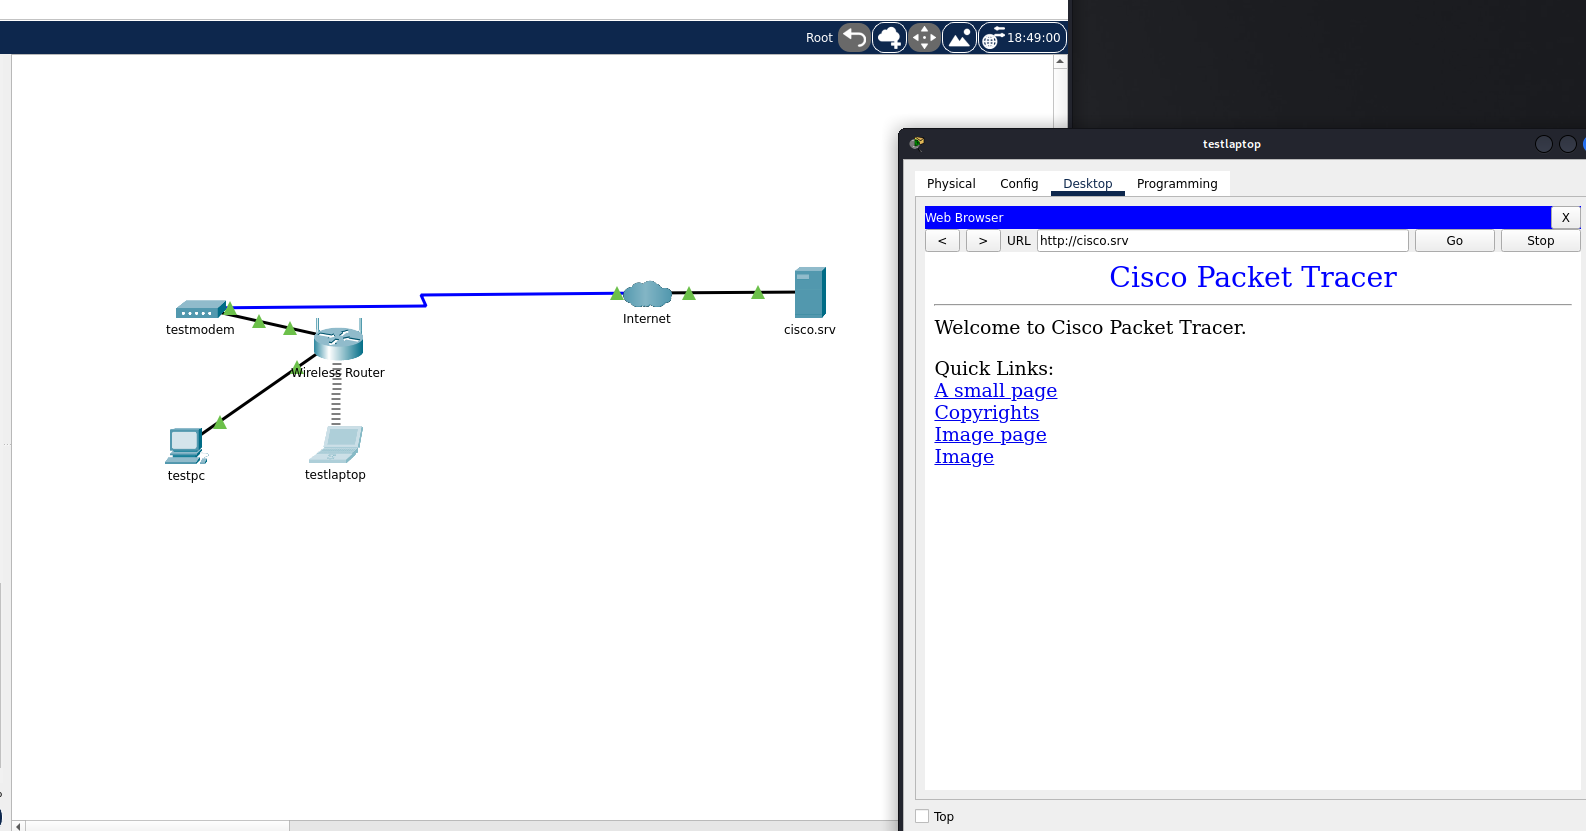 Root
18:49:00
testlaptop
Physical
Config
Desktop
Programming
Web Browser
X
<
>
URL
http://cisco.srv
Go
Stop
Cisco Packet Tracer
Welcome to Cisco Packet Tracer.
Quick Links:
A small page
Copyrights
Image page
Image
testmodem
Internet
cisco.srv
Wireless Router
testpc
testlaptop
Top